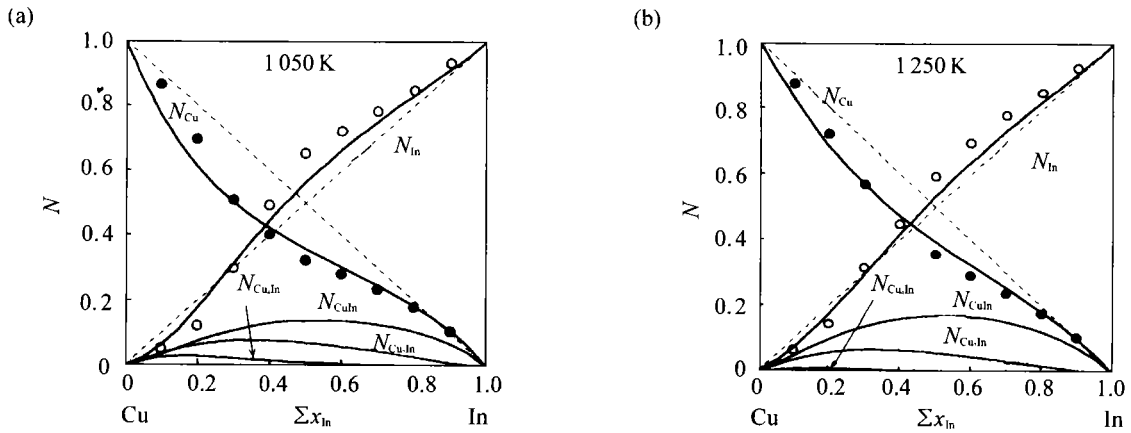 (a)
1 050 K
N
1.0
0.8
0.6
0.4
0.2
0
N_Cu
N_In
N_Cu,In
N_CuIn
N_Cu·In
0 0.2 0.4 0.6 0.8 1.0
Cu Σx_In In
(b)
1 250 K
N
1.0
0.8
0.6
0.4
0.2
0
N_Cu
N_In
N_Cu,In
N_CuIn
N_Cu·In
0 0.2 0.4 0.6 0.8 1.0
Cu Σx_In In